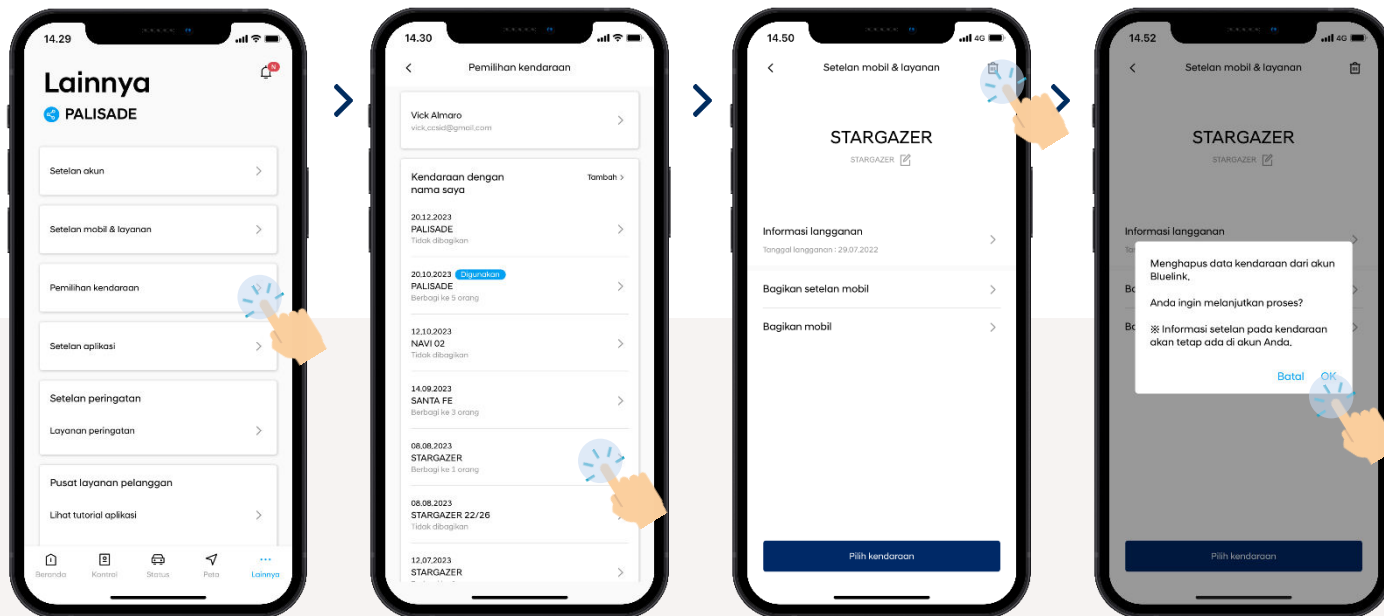 14.29
Lainnya
N
PALISADE
Setelan akun
Setelan mobil & layanan
Pemilihan kendaraan
Setelan aplikasi
Setelan peringatan
Layanan peringatan
Pusat layanan pelanggan
Lihat tutorial aplikasi
Beranda Kontrol Status Peta Lainnya
14.30
Pemilihan kendaraan
Vick Almaro
vick.ccsid@gmail.com
Kendaraan dengan nama saya
Tambah >
20.12.2023
PALISADE
Tidak dibagikan
20.10.2023 Digunakan
PALISADE
Berbagi ke 5 orang
12.10.2023
NAVI 02
Tidak dibagikan
14.09.2023
SANTA FE
Berbagi ke 3 orang
08.08.2023
STARGAZER
Berbagi ke 1 orang
08.08.2023
STARGAZER 22/26
Tidak dibagikan
12.07.2023
STARGAZER
14.50
4G
Setelan mobil & layanan
STARGAZER
STARGAZER
Informasi langganan
Tanggal langganan : 29.07.2022
Bagikan setelan mobil
Bagikan mobil
Pilih kendaraan
14.52
4G
Setelan mobil & layanan
STARGAZER
STARGAZER
Informasi langganan
Menghapus data kendaraan dari akun
Bluelink.
Anda ingin melanjutkan proses?
※ Informasi setelan pada kendaraan
akan tetap ada di akun Anda.
Batal OK
Pilih kendaraan